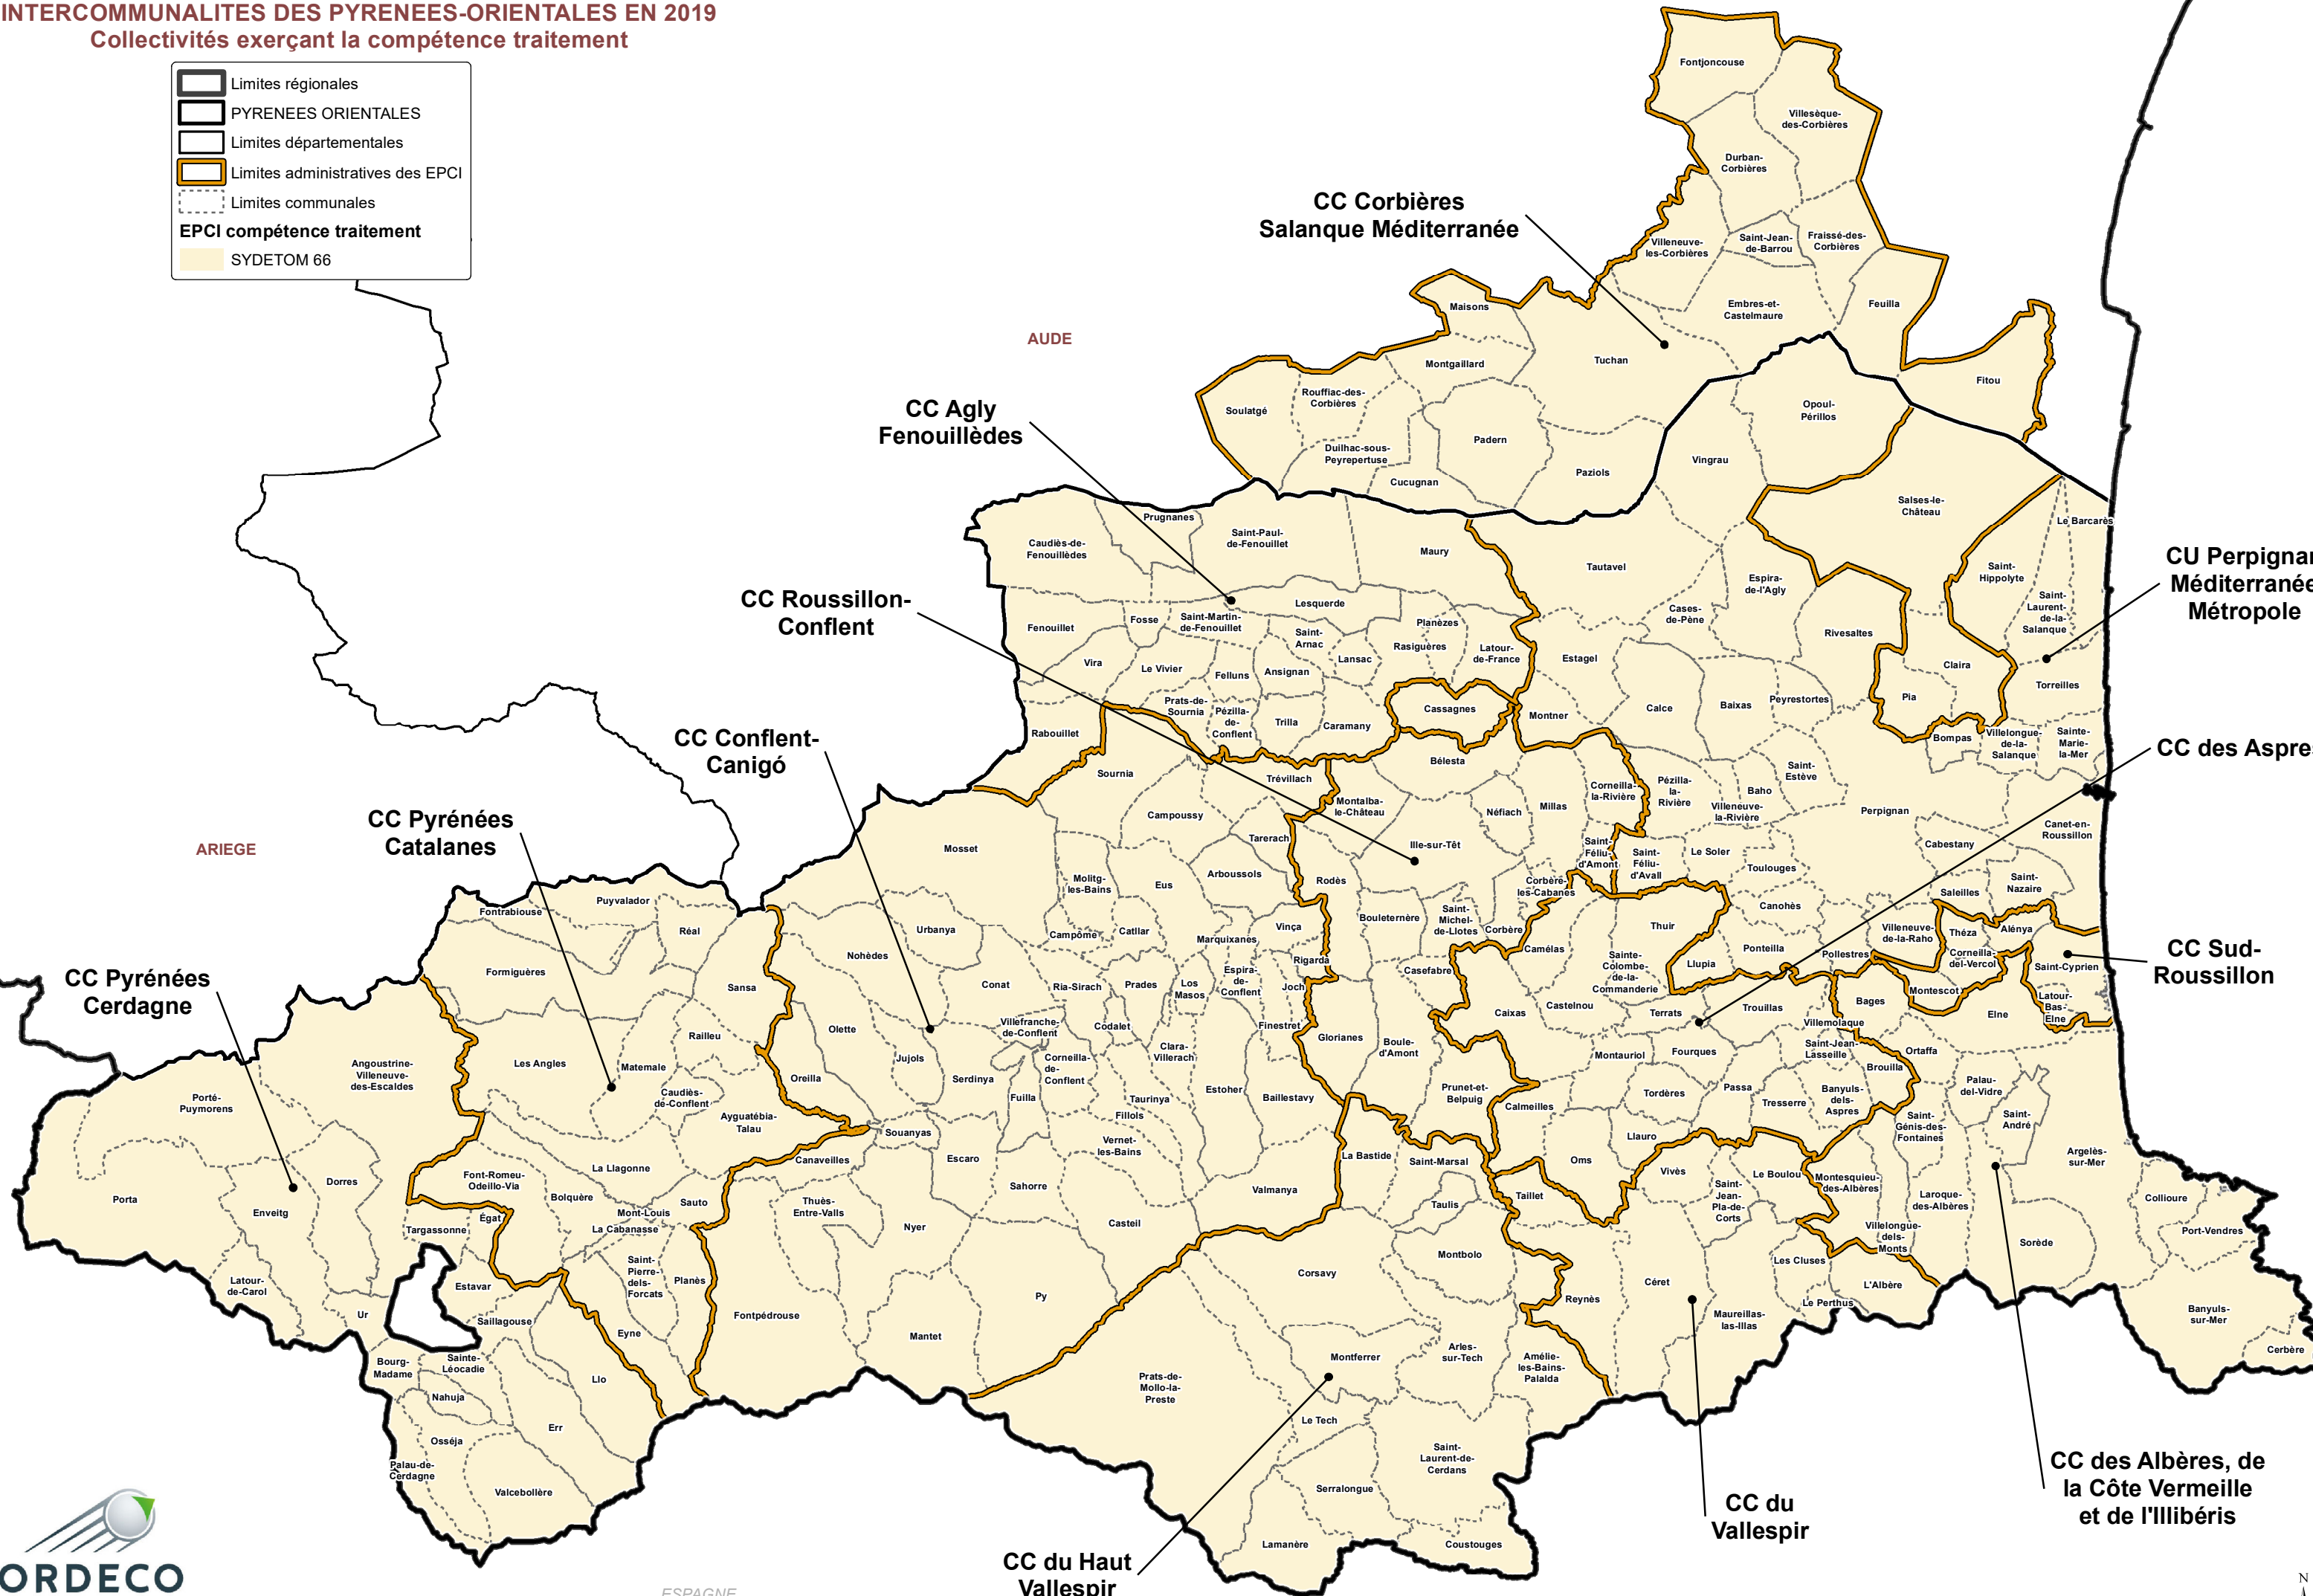 INTERCOMMUNALITES DES PYRENEES-ORIENTALES EN 2019
Collectivités exerçant la compétence traitement
Limites régionales
PYRENEES ORIENTALES
Limites départementales
Limites administratives des EPCI
Limites communales
EPCI compétence traitement
SYDETOM 66
Fontjoncouse
Villesèque-
des-Corbières
Durban-
Corbières
CC Corbières
Salanque Méditerranée
Villeneuve-
les-Corbières
Saint-Jean-
de-Barrou
Fraissé-des-
Corbières
Maisons
Embres-et-
Castelmaure
Feuilla
AUDE
Montgaillard
Tuchan
Fitou
Rouffiac-des-
Corbières
Soulatgé
Opoul-
Périllos
CC Agly
Fenouillèdes
Padern
Duilhac-sous-
Peyrepertuse
Vingrau
Paziols
Cucugnan
Salses-le-
Château
Prugnanes
Le Barcarès
Saint-Paul-
de-Fenouillet
Caudiès-de-
Fenouillèdes
Maury
Tautavel
Saint-
Hippolyte
Espira-
de-l'Agly
CU Perpignan
Méditerranée
Métropole
CC Roussillon-
Conflent
Lesquerde
Saint-
Laurent-
de-la-
Salanque
Cases-
de-Pène
Fenouillet
Fosse
Saint-Martin-
de-Fenouillet
Planèzes
Saint-
Arnac
Rivesaltes
Rasiguères
Latour-
de-France
Vira
Le Vivier
Lansac
Estagel
Claira
Felluns
Ansignan
Torreilles
Pia
Prats-de-
Sournia
Pézilla-
de-
Conflent
Trilla
Caramany
Cassagnes
Montner
Calce
Baixas
Peyrestortes
Rabouillet
Bompas
Villelongue-
de-la-
Salanque
Sainte-
Marie-
la-Mer
CC des Aspres
CC Conflent-
Canigó
Sournia
Trévillach
Bélesta
Saint-
Estève
Corneilla-
la-Rivière
Pézilla-
la-
Rivière
Baho
Villeneuve-
la-Rivière
Montalba-
le-Château
Néfiach
Millas
Perpignan
Campoussy
CC Pyrénées
Catalanes
Canet-en-
Roussillon
Tarerach
Ille-sur-Têt
Cabestany
ARIEGE
Mosset
Saint-
Féliu-
d'Amont
Saint-
Féliu-
d'Avall
Le Soler
Toulouges
Molitg-
les-Bains
Eus
Arboussols
Rodès
Corbère-
les-Cabanes
Saint-
Nazaire
Saleilles
Puyvalador
Fontrabiouse
Canohès
Bouleternère
Saint-
Michel-
de-Llotes
Corbère
Thuir
Vinça
Réal
Urbanya
Campôme
Catllar
Marquixanes
Villeneuve-
de-la-Raho
Théza
Alénya
Camélas
Ponteilla
Pollestres
Corneilla-
del-Vercol
Saint-Cyprien
CC Sud-
Roussillon
Nohèdes
Rigarda
Casefabre
Sainte-
Colombe-
de-la-
Commanderie
Llupia
Formiguères
CC Pyrénées
Cerdagne
Sansa
Conat
Ria-Sirach
Prades
Los
Masos
Espira-
de-
Conflent
Joch
Montescot
Latour-
Bas-
Elne
Castelnou
Caixas
Terrats
Trouillas
Bages
Elne
Villemolaque
Villefranche-
de-Conflent
Codalet
Finestret
Glorianes
Olette
Railleu
Boule-
d'Amont
Jujols
Clara-
Villerach
Corneilla-
de-
Conflent
Montauriol
Fourques
Saint-Jean-
Lasseille
Ortaffa
Les Angles
Matemale
Angoustrine-
Villeneuve-
des-Escaldes
Brouilla
Serdinya
Oreilla
Palau-
del-Vidre
Caudiès-
de-Conflent
Estoher
Baillestavy
Prunet-et-
Belpuig
Tordères
Passa
Banyuls-
dels-
Aspres
Tresserre
Fuilla
Taurinya
Fillols
Porté-
Puymorens
Calmeilles
Ayguatébia-
Talau
Saint-
Génis-des-
Fontaines
Saint-
André
Souanyas
Vernet-
les-Bains
Llauro
Canaveilles
Escaro
La Bastide
Saint-Marsal
Oms
Argelès-
sur-Mer
La Llagonne
Font-Romeu-
Odeillo-Via
Vivès
Le Boulou
Montesquieu-
des-Albères
Dorres
Sahorre
Valmanya
Bolquère
Sauto
Taillet
Saint-
Jean-
Pla-de-
Corts
Laroque-
des-Albères
Collioure
Porta
Enveitg
Thuès-
Entre-Valls
Taulis
Mont-Louis
Égat
La Cabanasse
Targassonne
Nyer
Casteil
Villelongue-
dels-
Monts
Port-Vendres
Sorède
Montbolo
Saint-
Pierre-
dels-
Forcats
Planès
Corsavy
Les Cluses
Céret
L'Albère
Estavar
Latour-
de-Carol
Py
Reynès
Ur
Fontpédrouse
Le Perthus
Saillagouse
Maureillas-
las-Illas
Banyuls-
sur-Mer
Eyne
Mantet
Cerbère
Arles-
sur-Tech
Montferrer
Amélie-
les-Bains-
Palalda
Bourg-
Madame
Sainte-
Léocadie
Llo
Prats-de-
Mollo-la-
Preste
Nahuja
Le Tech
Err
Osséja
Saint-
Laurent-de-
Cerdans
Palau-de-
Cerdagne
Valcebollère
Serralongue
CC des Albères, de
la Côte Vermeille
et de l'Illibéris
CC du
Vallespir
Lamanère
Coustouges
CC du Haut
Vallespir
ORDECO
ESPAGNE
N